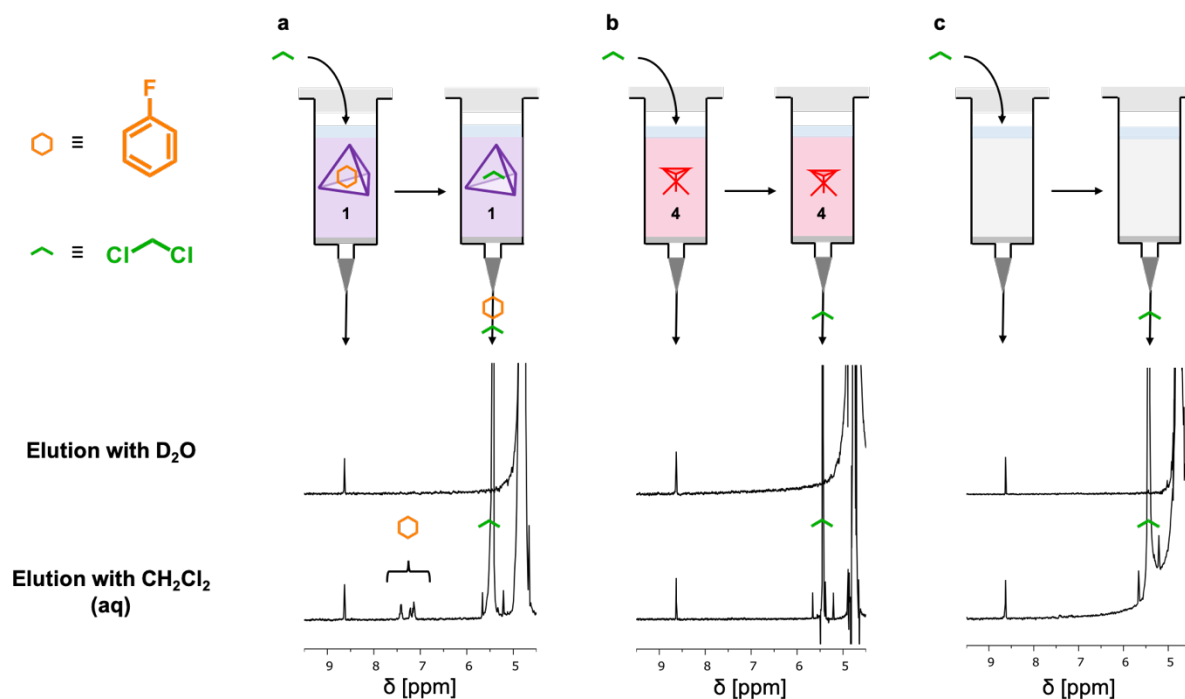 a
b
c
F
≡
1
1
4
4
Cl Cl
≡
Elution with D₂O
Elution with CH₂Cl₂
(aq)
9 8 7 6 5
δ [ppm]
9 8 7 6 5
δ [ppm]
9 8 7 6 5
δ [ppm]